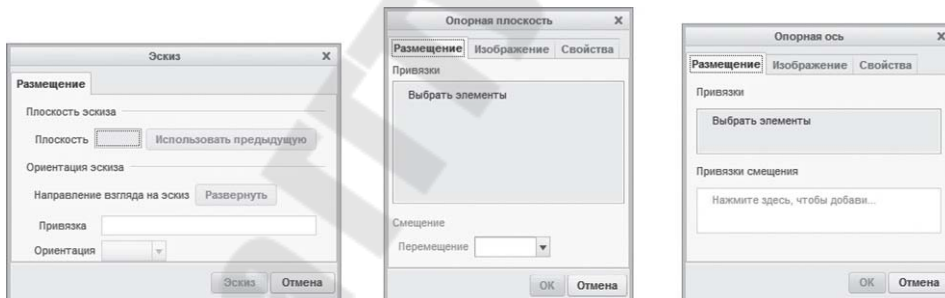 Эскиз x
Размещение
Плоскость эскиза
Плоскость Использовать предыдущую
Ориентация эскиза
Направление взгляда на эскиз Развернуть
Привязка
Ориентация
Эскиз Отмена
Опорная плоскость x
Размещение Изображение Свойства
Привязки
Выбрать элементы
Смещение
Перемещение
ОК Отмена
Опорная ось x
Размещение Изображение Свойства
Привязки
Выбрать элементы
Привязки смещения
Нажмите здесь, чтобы добави...
ОК Отмена